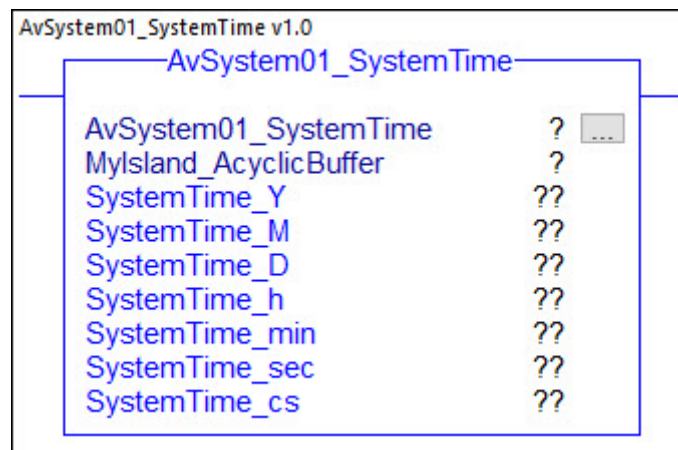 AvSystem01_SystemTime v1.0
AvSystem01_SystemTime
AvSystem01_SystemTime ? ...
MyIsland_AcyclicBuffer ?
SystemTime_Y ??
SystemTime_M ??
SystemTime_D ??
SystemTime_h ??
SystemTime_min ??
SystemTime_sec ??
SystemTime_cs ??